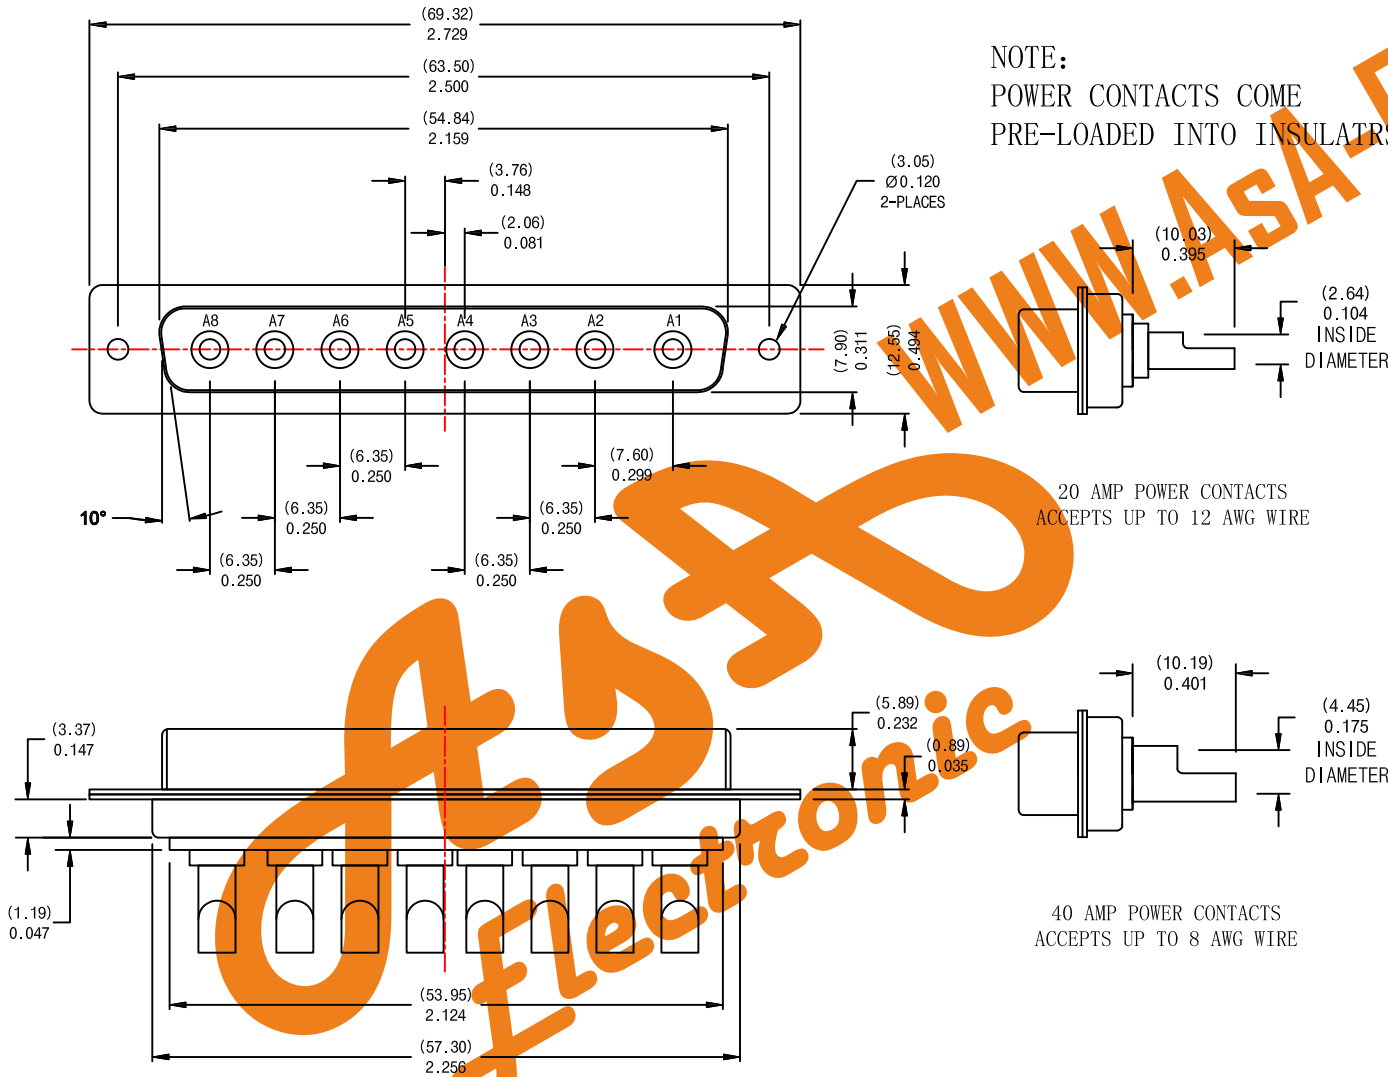 (69.32)
2.729
(63.50)
2.500
(54.84)
2.159
(3.76)
0.148
(2.06)
0.081
(3.05)
Ø0.120
2-PLACES
NOTE:
POWER CONTACTS COME
PRE-LOADED INTO INSULATRS
WWW.AsA-
A8 A7 A6 A5 A4 A3 A2 A1
(7.90)
0.311
(12.55)
0.494
(10.03)
0.395
(2.64)
0.104
INSIDE
DIAMETER
(6.35)
0.250
(7.60)
0.299
10°
(6.35)
0.250
(6.35)
0.250
(6.35)
0.250
(6.35)
0.250
20 AMP POWER CONTACTS
ACCEPTS UP TO 12 AWG WIRE
(3.37)
0.147
(5.89)
0.232
(0.89)
0.035
(10.19)
0.401
(4.45)
0.175
INSIDE
DIAMETER
(1.19)
0.047
40 AMP POWER CONTACTS
ACCEPTS UP TO 8 AWG WIRE
(53.95)
2.124
(57.30)
2.256
AsA
Electronic